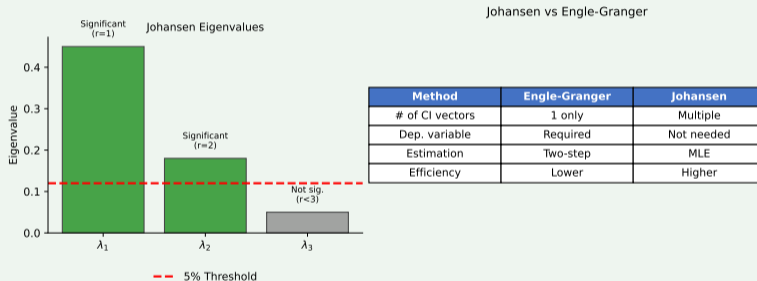 Johansen Eigenvalues
Significant
(r=1)
Significant
(r=2)
Not sig.
(r<3)
Eigenvalue
0.4
0.3
0.2
0.1
0.0
λ1
λ2
λ3
5% Threshold
Johansen vs Engle-Granger
Method Engle-Granger Johansen
# of CI vectors 1 only Multiple
Dep. variable Required Not needed
Estimation Two-step MLE
Efficiency Lower Higher